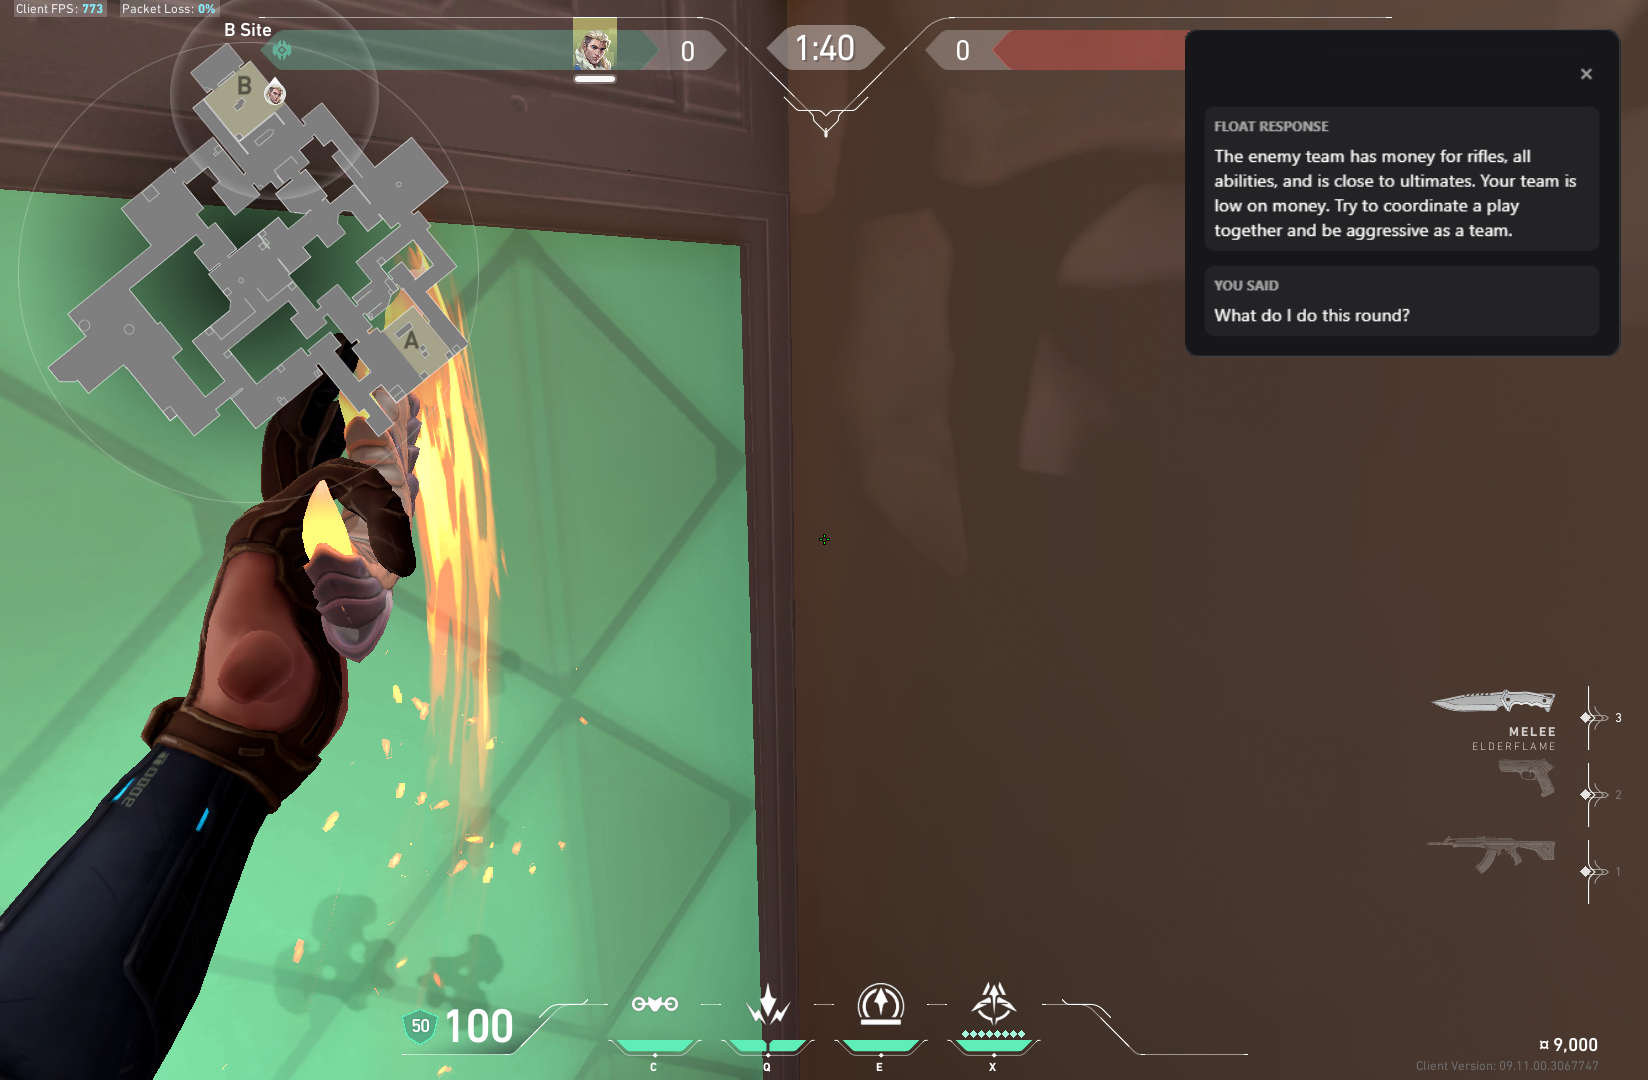 Client FPS: 773 Packet Loss: 0%
B Site
0
1:40
0
B
A
FLOAT RESPONSE
The enemy team has money for rifles, all
abilities, and is close to ultimates. Your team is
low on money. Try to coordinate a play
together and be aggressive as a team.
YOU SAID
What do I do this round?
3
MELEE
ELDERFLAME
2
1
50 100
C Q E X
¤ 9,000
Client Version: 09.11.00.3067747